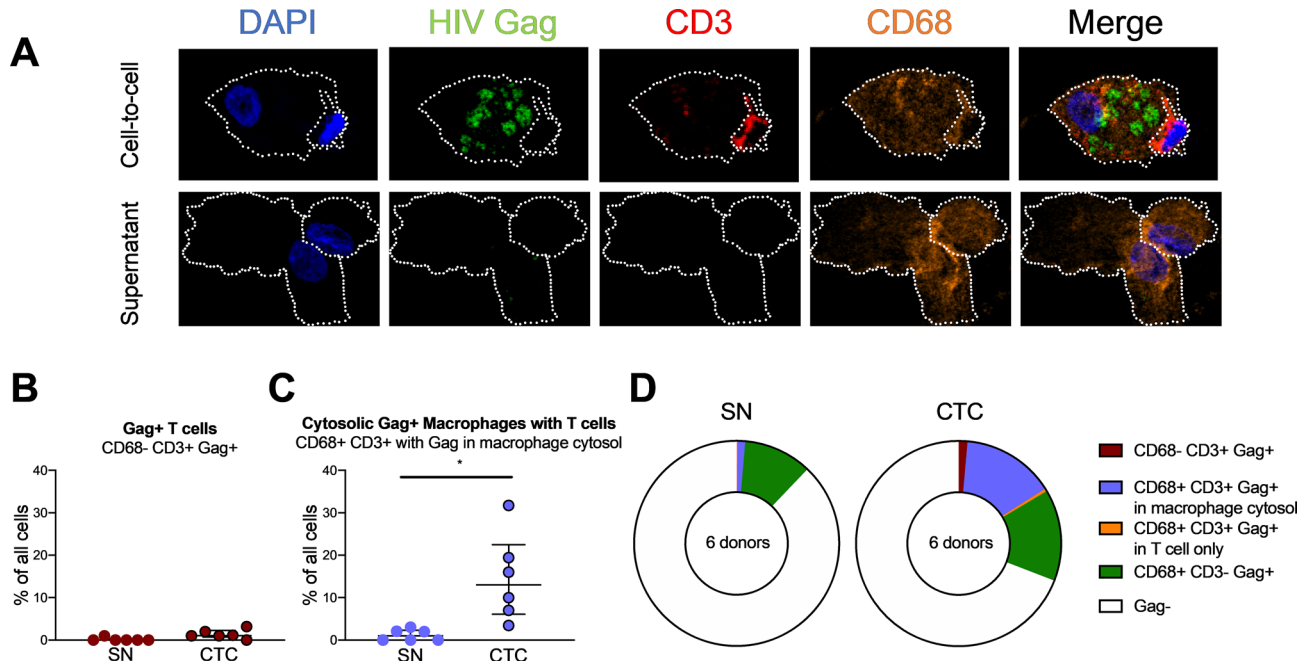 DAPI HIV Gag CD3 CD68 Merge
A
Cell-to-cell
Supernatant
B
Gag+ T cells
CD68- CD3+ Gag+
% of all cells
40
30
20
10
0
SN CTC
C
Cytosolic Gag+ Macrophages with T cells
CD68+ CD3+ with Gag in macrophage cytosol
*
% of all cells
40
30
20
10
0
SN CTC
D
SN CTC
6 donors 6 donors
CD68- CD3+ Gag+
CD68+ CD3+ Gag+
in macrophage cytosol
CD68+ CD3+ Gag+
in T cell only
CD68+ CD3- Gag+
Gag-